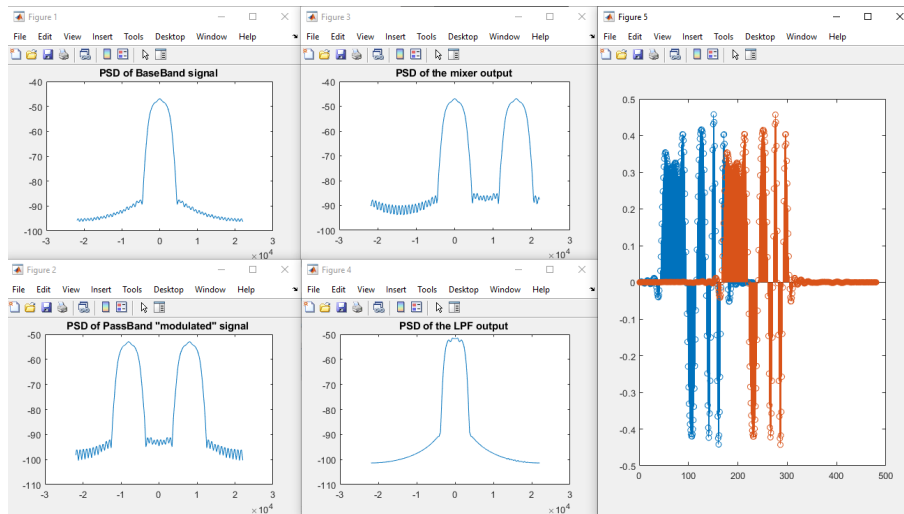 Figure 1
File Edit View Insert Tools Desktop Window Help
PSD of BaseBand signal
-40
-50
-60
-70
-80
-90
-100
-3 -2 -1 0 1 2 3
× 10^4
Figure 3
File Edit View Insert Tools Desktop Window Help
PSD of the mixer output
-40
-50
-60
-70
-80
-90
-100
-3 -2 -1 0 1 2 3
× 10^4
Figure 2
File Edit View Insert Tools Desktop Window Help
PSD of PassBand "modulated" signal
-50
-60
-70
-80
-90
-100
-110
-3 -2 -1 0 1 2 3
× 10^4
Figure 4
File Edit View Insert Tools Desktop Window Help
PSD of the LPF output
-50
-60
-70
-80
-90
-100
-110
-3 -2 -1 0 1 2 3
× 10^4
Figure 5
File Edit View Insert Tools Desktop Window Help
0.5
0.4
0.3
0.2
0.1
0
-0.1
-0.2
-0.3
-0.4
-0.5
0 100 200 300 400 500